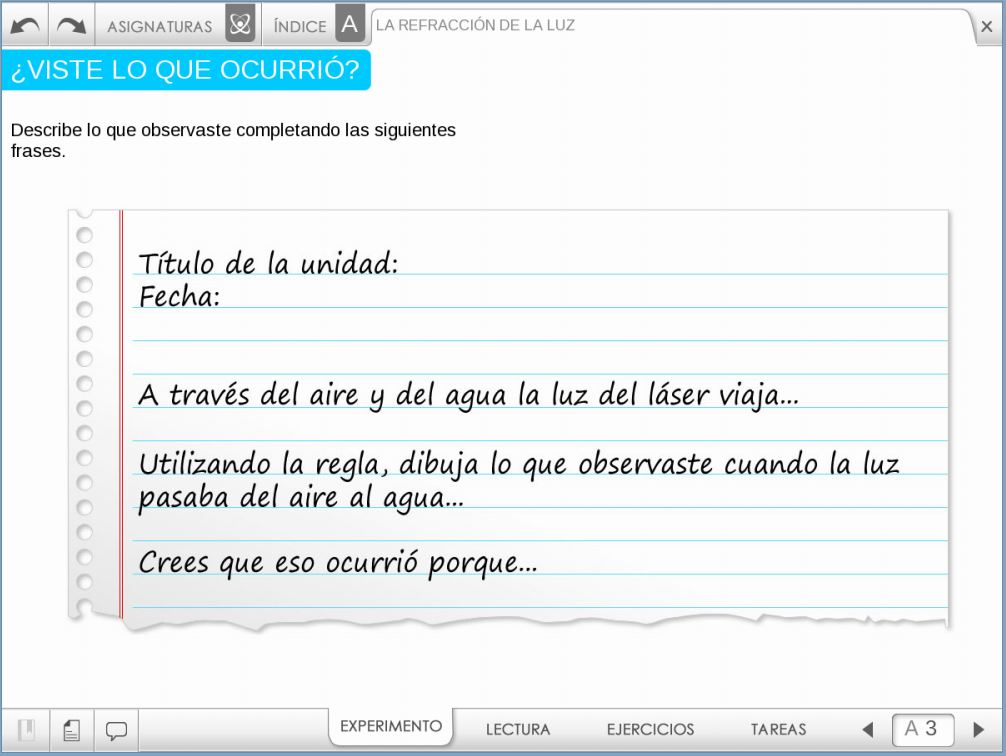 ASIGNATURAS ÍNDICE A LA REFRACCIÓN DE LA LUZ
¿VISTE LO QUE OCURRIÓ?
Describe lo que observaste completando las siguientes
frases.
Título de la unidad:
Fecha:
A través del aire y del agua la luz del láser viaja...
Utilizando la regla, dibuja lo que observaste cuando la luz
pasaba del aire al agua...
Crees que eso ocurrió porque...
EXPERIMENTO LECTURA EJERCICIOS TAREAS A 3